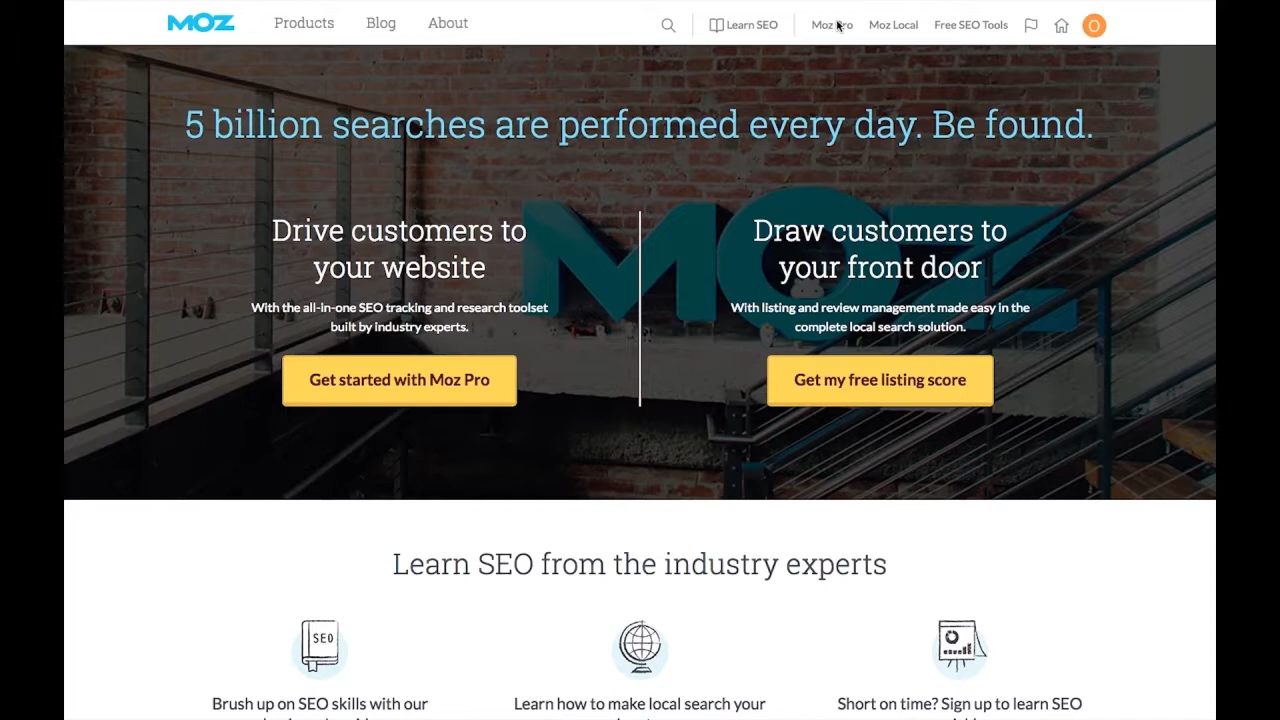 MOZ Products Blog About Learn SEO Moz Pro Moz Local Free SEO Tools O
5 billion searches are performed every day. Be found.
Drive customers to
your website
With the all-in-one SEO tracking and research toolset
built by industry experts.
Get started with Moz Pro
Draw customers to
your front door
With listing and review management made easy in the
complete local search solution.
Get my free listing score
MOZ
Learn SEO from the industry experts
SEO
Brush up on SEO skills with our
Learn how to make local search your
Short on time? Sign up to learn SEO